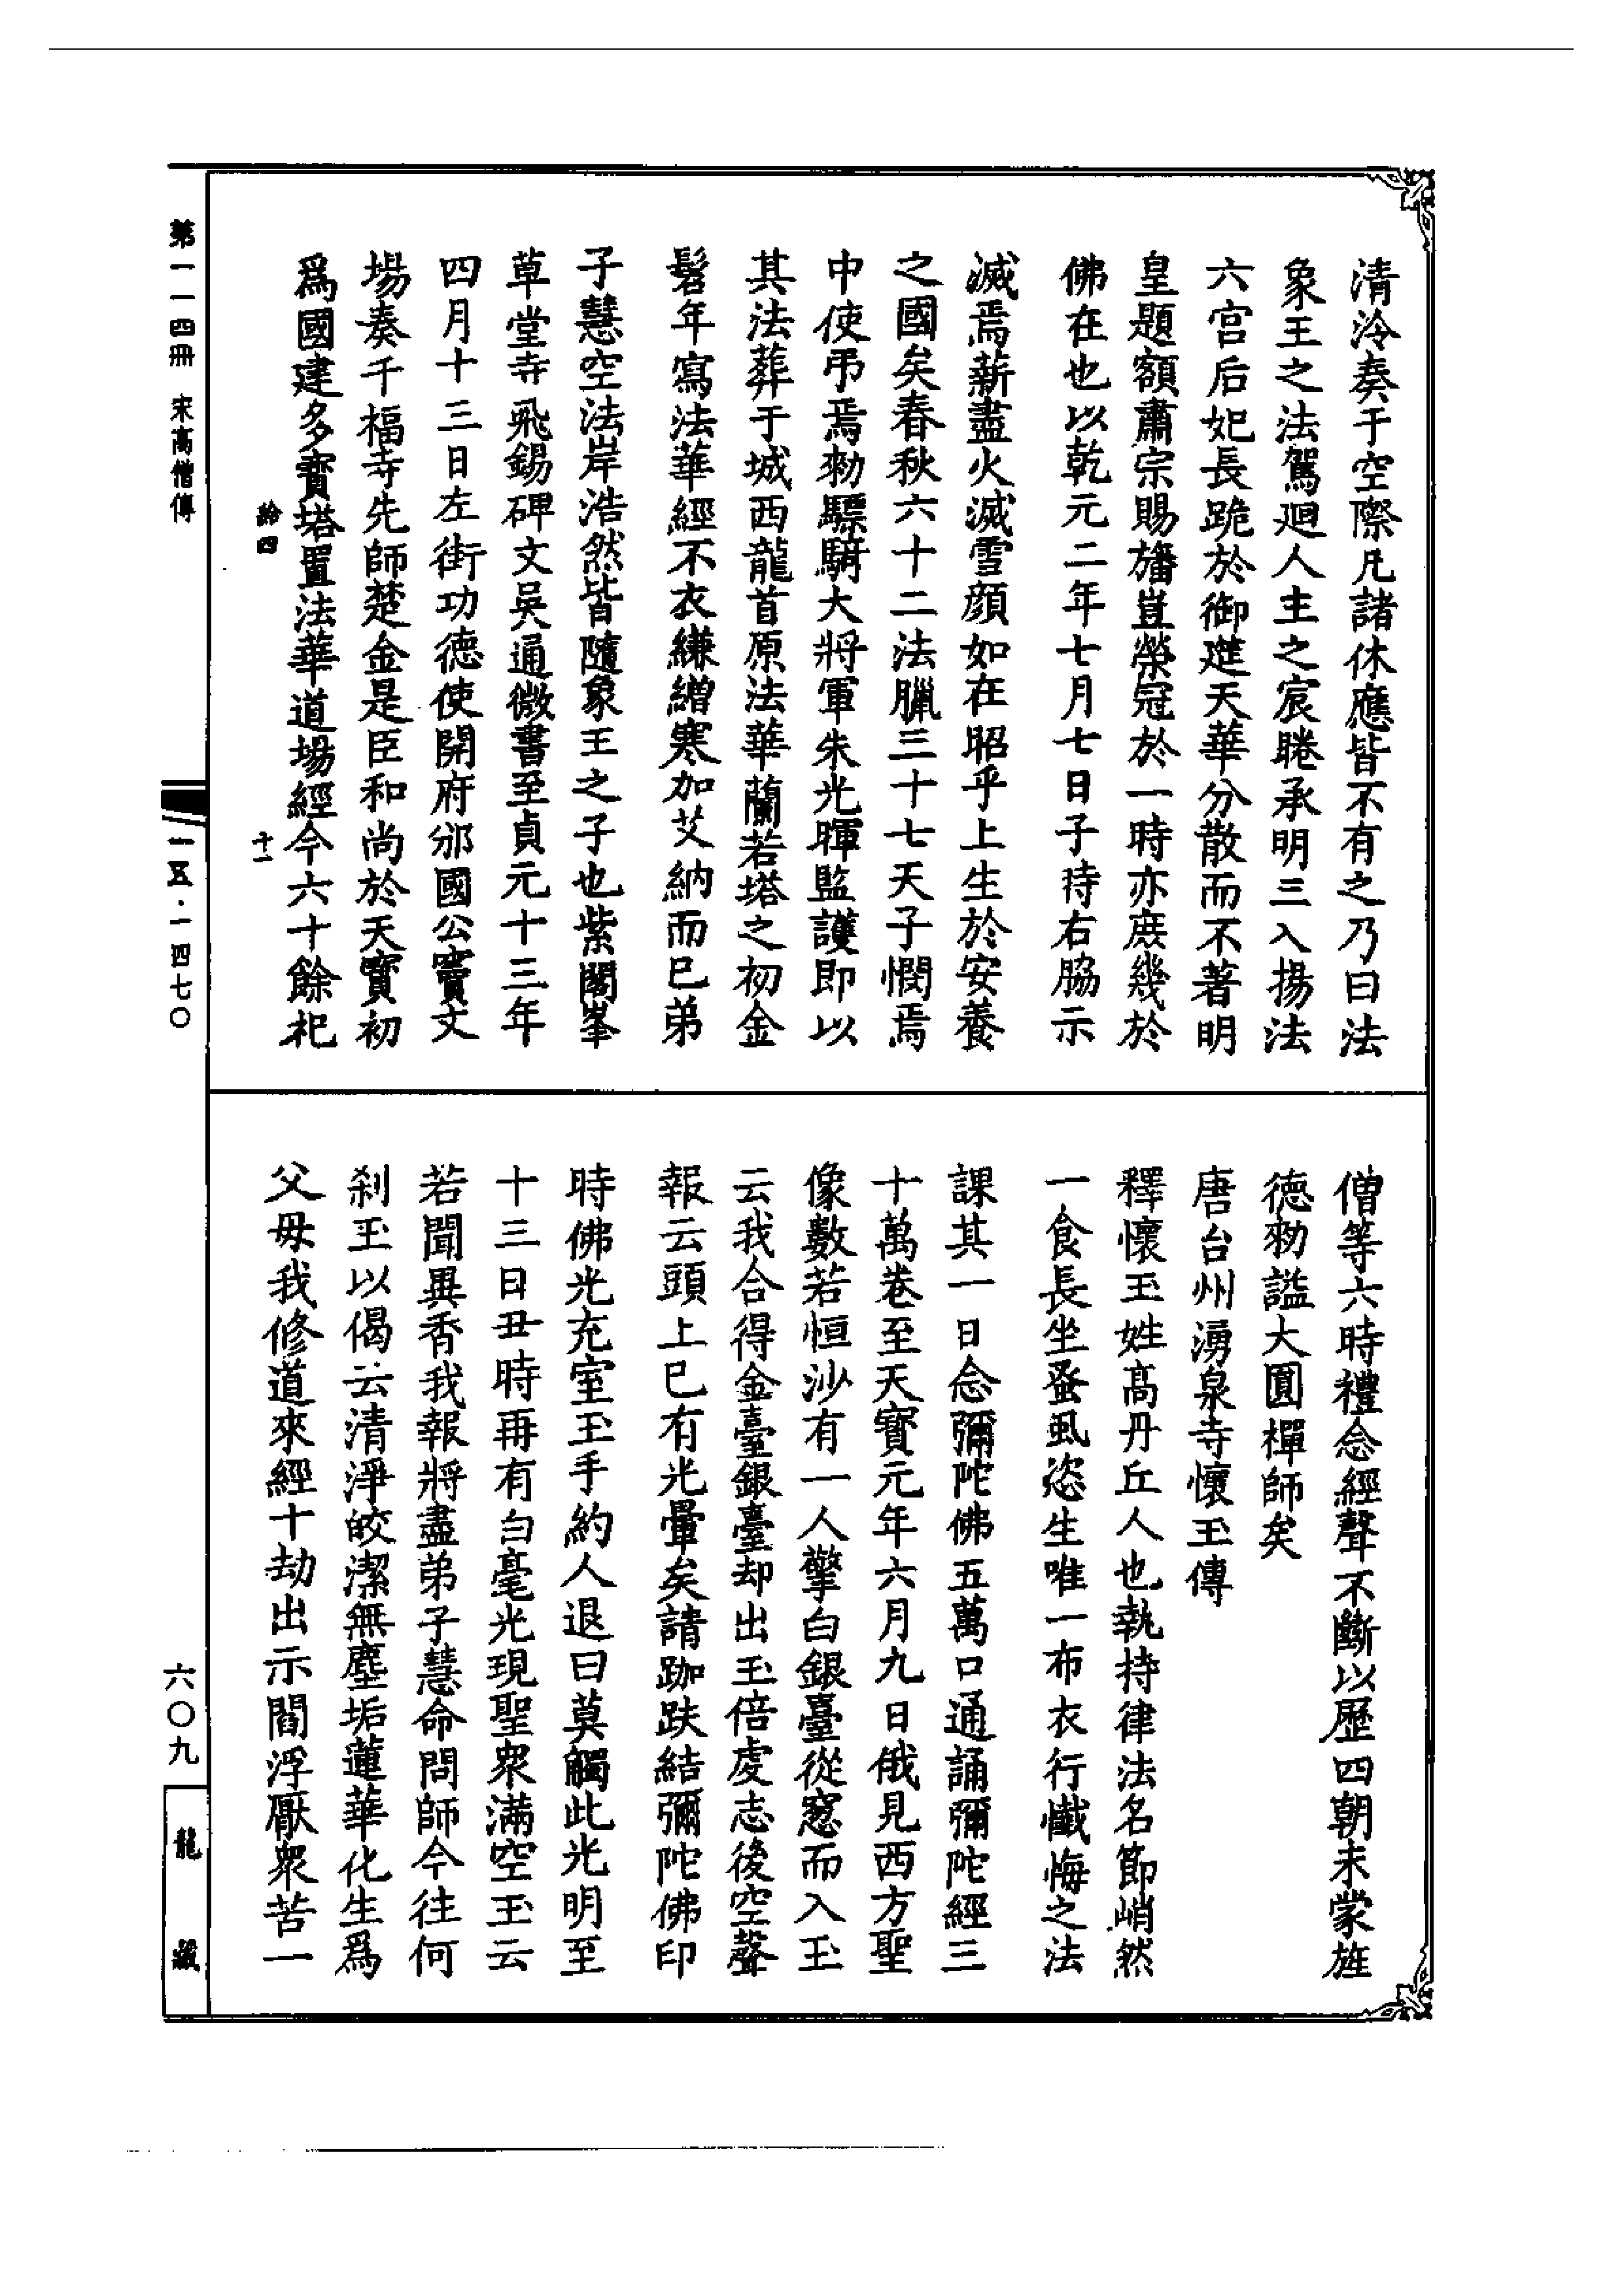 清泠奏于空際凡諸休應皆不有之乃曰法
象王之法駕迴人主之宸睠承明三入揚法
六宮后妃長跪於御筵天華分散而不著明
皇題額肅宗賜旛豈榮冠於一時亦庶幾於
佛在也以乾元二年七月七日子時右脇示
滅焉薪盡火滅雪顏如在昭乎上生於安養
之國矣春秋六十二法臘三十七天子憫焉
中使弔焉勑驃騎大將軍朱光暉監護即以
其法葬于城西龍首原法華蘭若塔之初金
髫年寫法華經不衣縑繒寒加艾納而已弟
子慧空法岸浩然皆隨象王之子也紫閣峯
草堂寺飛錫碑文吳通微書至貞元十三年
四月十三日左街功德使開府邠國公竇文
場奏千福寺先師楚金是臣和尚於天寶初
爲國建多寶塔置法華道場經今六十餘祀
僧等六時禮念經聲不斷以歷四朝未蒙旌
德勑謚大圓禪師矣
唐台州湧泉寺懷玉傳
釋懷玉姓高丹丘人也執持律法名節峭然
一食長坐蚤虱恣生唯一布衣行懺悔之法
課其一日念彌陀佛五萬口通誦彌陀經三
十萬卷至天寶元年六月九日俄見西方聖
像數若恒沙有一人擎白銀臺從窻而入玉
云我合得金臺銀臺却出玉倍虔志後空聲
報云頭上已有光暈矣請跏趺結彌陀佛印
時佛光充室玉手約人退曰莫觸此光明至
十三日丑時再有白毫光現聖衆滿空玉云
若聞異香我報將盡弟子慧命問師今往何
刹玉以偈云清淨皎潔無塵垢蓮華化生爲
父母我修道來經十劫出示閻浮厭衆苦一
第一一四冊 宋高僧傳
給四
十一
一五·一四七〇
六〇九
龍藏